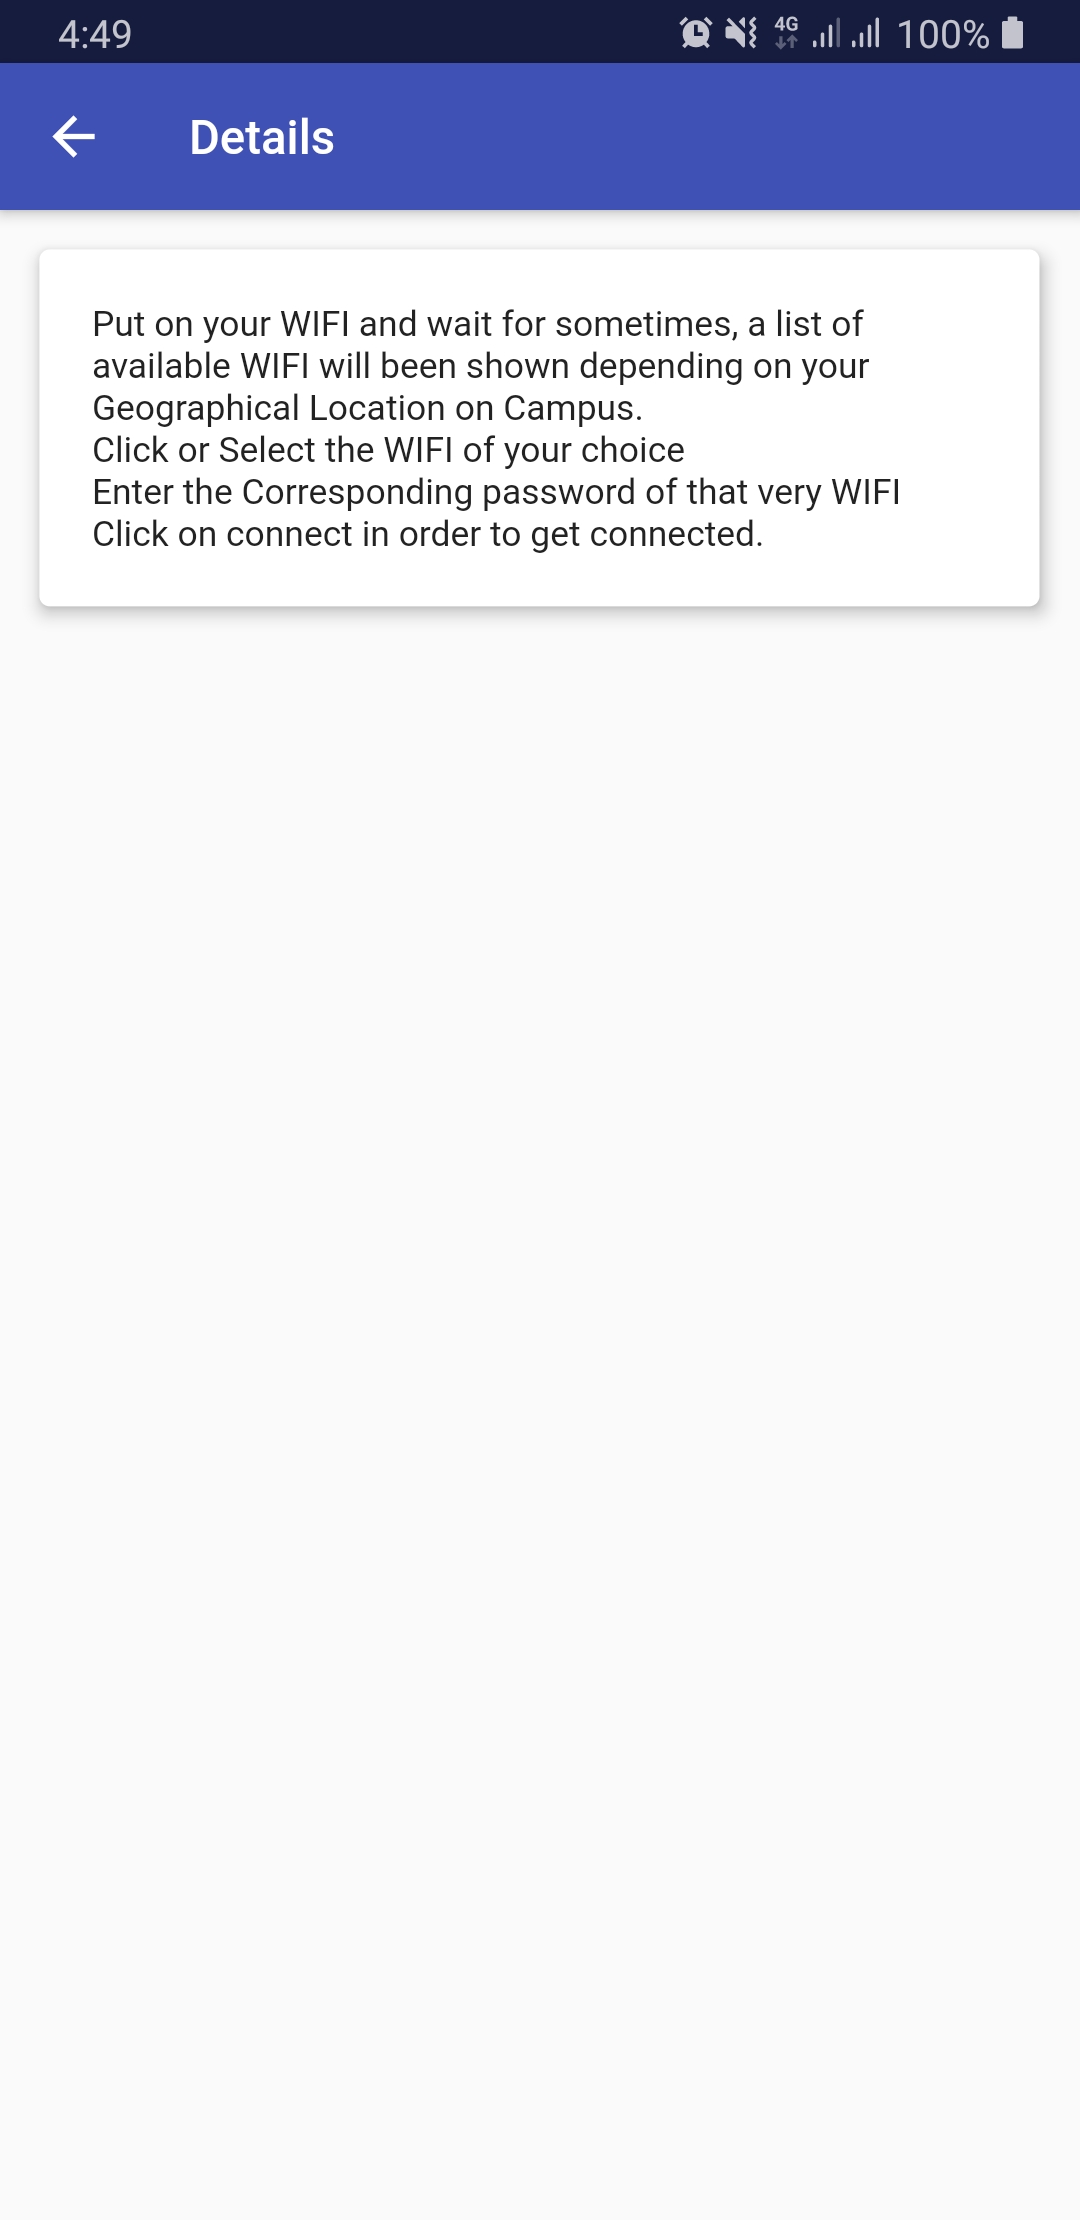 4:49
4G
100%
Details
Put on your WIFI and wait for sometimes, a list of
available WIFI will been shown depending on your
Geographical Location on Campus.
Click or Select the WIFI of your choice
Enter the Corresponding password of that very WIFI
Click on connect in order to get connected.